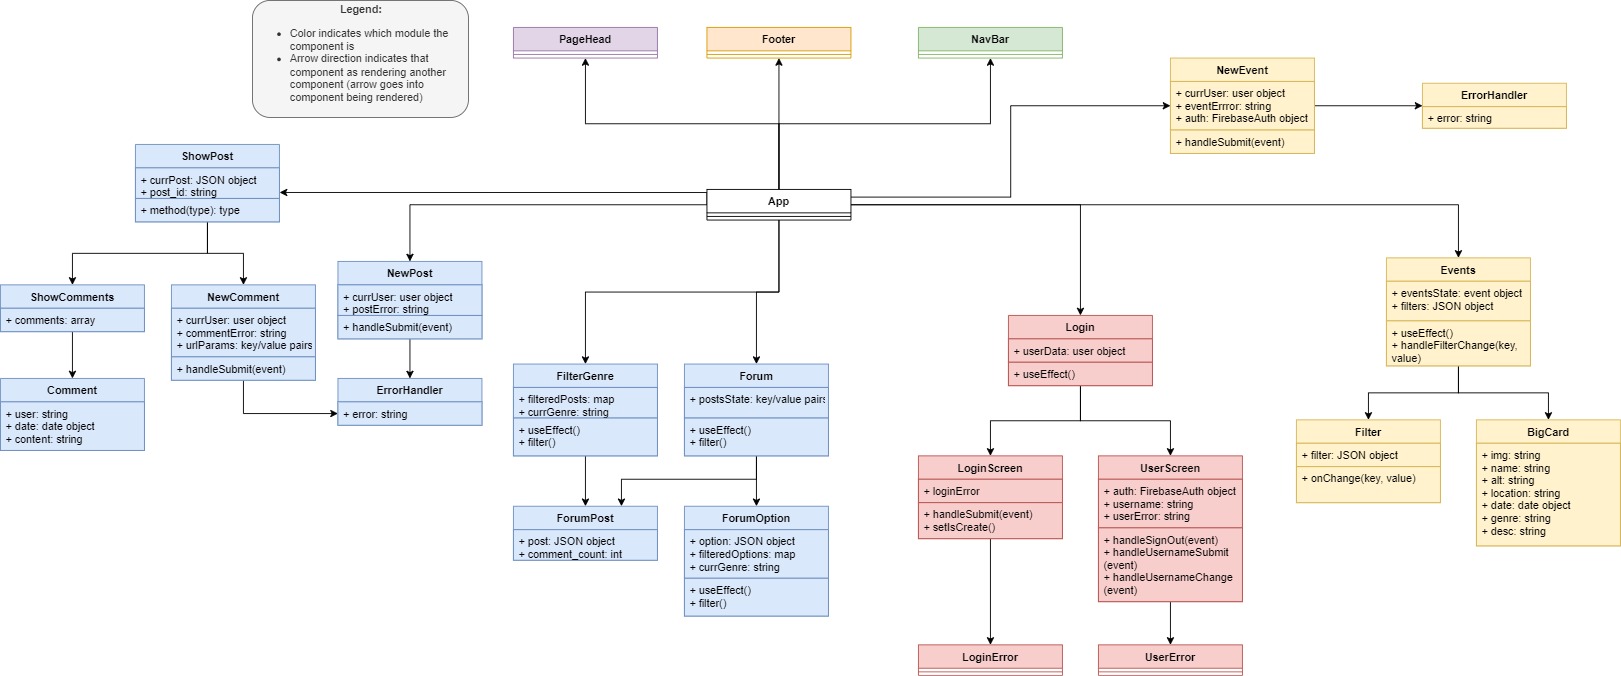 Legend:
Color indicates which module the
component is
Arrow direction indicates that
component as rendering another
component (arrow goes into
component being rendered)
PageHead
Footer
NavBar
NewEvent
+ currUser: user object
+ eventErrror: string
+ auth: FirebaseAuth object
+ handleSubmit(event)
ErrorHandler
+ error: string
ShowPost
+ currPost: JSON object
+ post_id: string
+ method(type): type
App
ShowComments
+ comments: array
NewComment
+ currUser: user object
+ commentError: string
+ urlParams: key/value pairs
+ handleSubmit(event)
NewPost
+ currUser: user object
+ postError: string
+ handleSubmit(event)
Comment
+ user: string
+ date: date object
+ content: string
ErrorHandler
+ error: string
FilterGenre
+ filteredPosts: map
+ currGenre: string
+ useEffect()
+ filter()
Forum
+ postsState: key/value pairs
+ useEffect()
+ filter()
ForumPost
+ post: JSON object
+ comment_count: int
ForumOption
+ option: JSON object
+ filteredOptions: map
+ currGenre: string
+ useEffect()
+ filter()
Login
+ userData: user object
+ useEffect()
LoginScreen
+ loginError
+ handleSubmit(event)
+ setIsCreate()
UserScreen
+ auth: FirebaseAuth object
+ username: string
+ userError: string
+ handleSignOut(event)
+ handleUsernameSubmit
(event)
+ handleUsernameChange
(event)
LoginError
UserError
Events
+ eventsState: event object
+ filters: JSON object
+ useEffect()
+ handleFilterChange(key,
value)
Filter
+ filter: JSON object
+ onChange(key, value)
BigCard
+ img: string
+ name: string
+ alt: string
+ location: string
+ date: date object
+ genre: string
+ desc: string